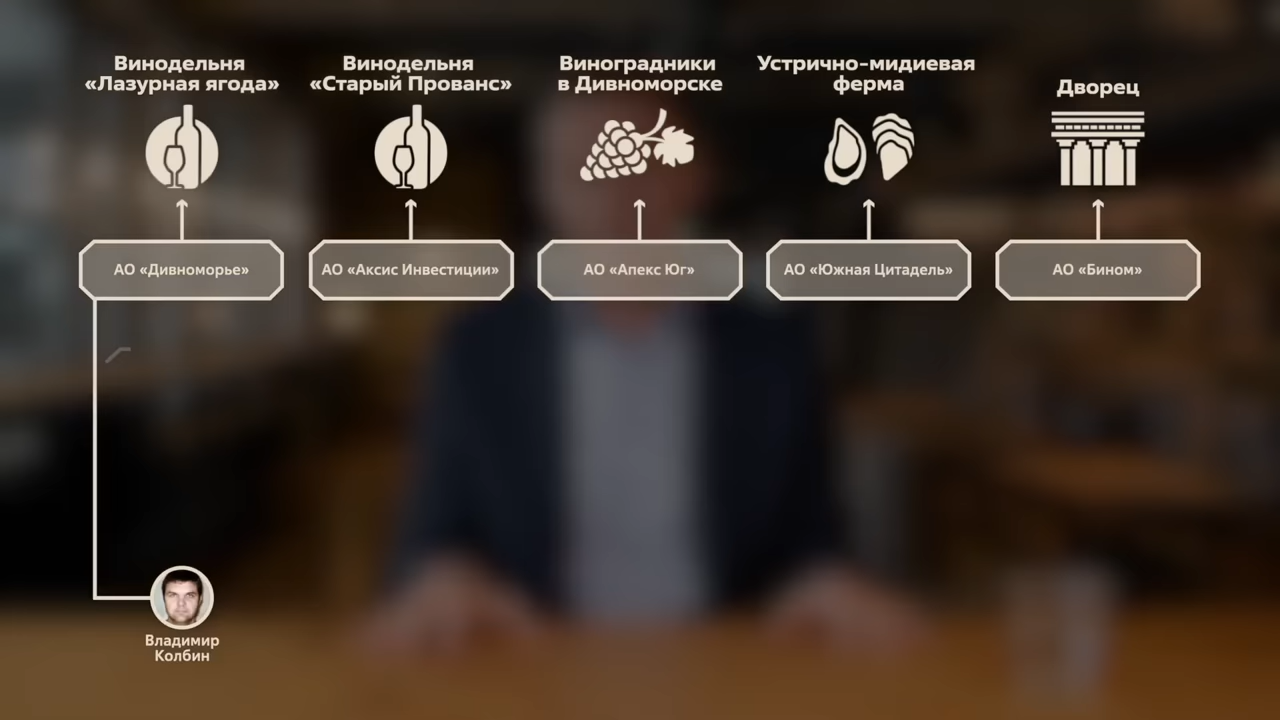 Винодельня
«Лазурная ягода»
Винодельня
«Старый Прованс»
Виноградники
в Дивноморске
Устрично-мидиевая
ферма
Дворец
АО «Дивноморье»
АО «Аксис Инвестиции»
АО «Апекс Юг»
АО «Южная Цитадель»
АО «Бином»
Владимир
Колбин